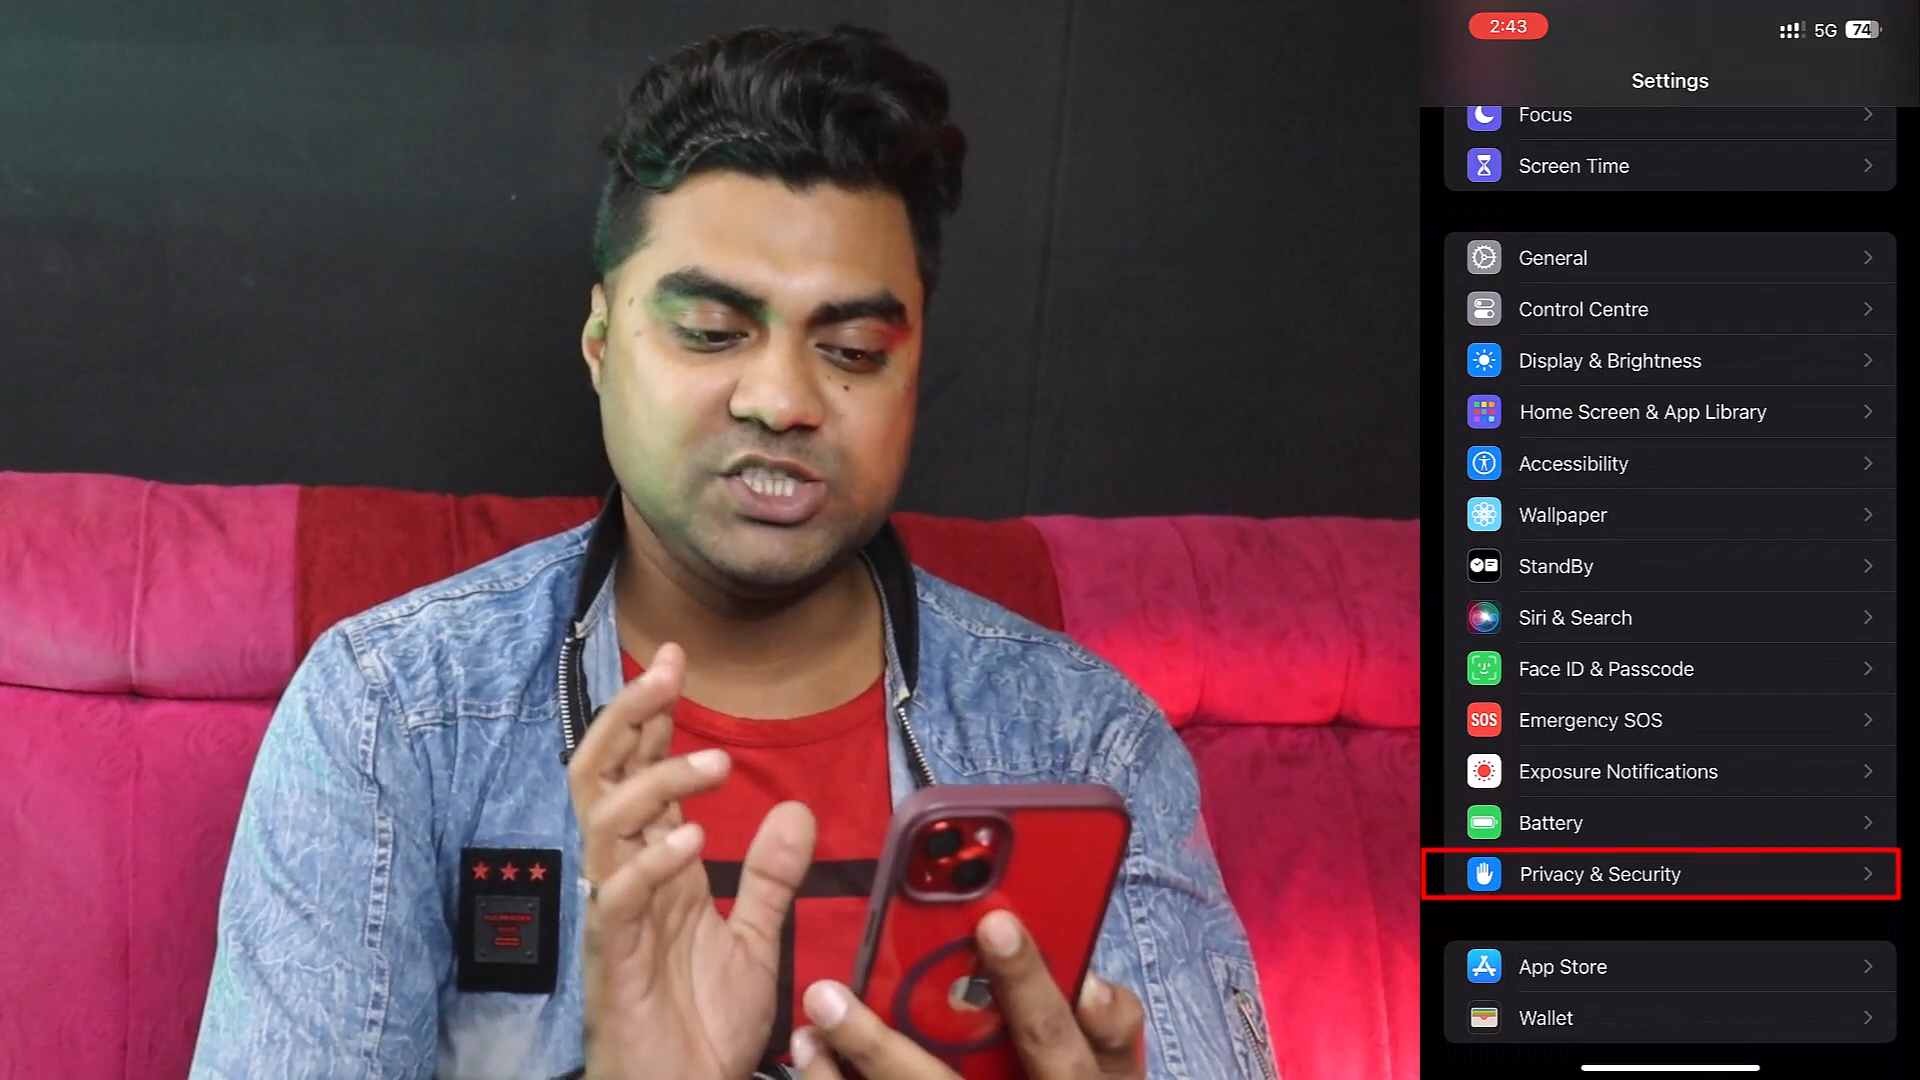 2:43
5G 74
Settings
Focus
Screen Time
General
Control Centre
Display & Brightness
Home Screen & App Library
Accessibility
Wallpaper
StandBy
Siri & Search
Face ID & Passcode
SOS Emergency SOS
Exposure Notifications
Battery
Privacy & Security
App Store
Wallet